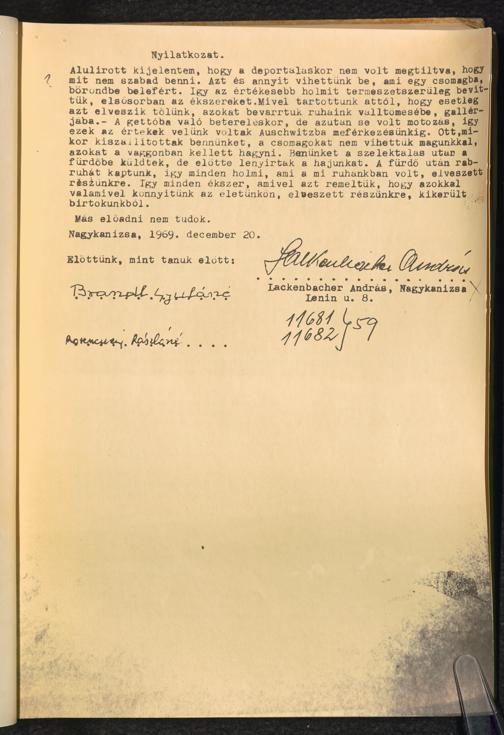 Nyilatkozat.
?
Alulirott kijelentem, hogy a deportaláskor nem volt megtiltva, hogy
mit nem szabad benni. Azt és annyit vihettünk be, ami egy csomagba,
böröndbe belefért. Igy az értékesebb holmit természetszerüleg bevit-
tük, elsősorban az ékszereket.Mivel tartottunk attól, hogy esetleg
azt elveszik tőlünk, azokat bevarrtuk ruháink válltömésébe, gallér-
jába.- A gettóba való betereléskor, de azután se volt motozás, igy
ezek az értékek velünk voltak Auschwitzba meférkezésünkig. Ott,mi-
kor kiszállitottak bennünket, a csomagokat nem vihettük magunkkal,
azokat a vaggonban kellett hagyni. Benünket a szelektálás után a
fürdőbe küldtek, de előtte lenyirták a hajunkat. A fürdő után rab-
ruhát kaptunk, igy minden holmi, ami a mi ruhánkban volt, elveszett
részünkre. Igy minden ékszer, amivel azt reméltük, hogy azokkal
valamivel könnyitünk az életünkön, elveszett részünkre, kikerült
birtokunkból.
Más előadni nem tudok.
Nagykanizsa, 1969. december 20.
Előttünk, mint tanuk előtt:
Lackenbacher András, Nagykanizsa
Lenin u. 8.
11681
11682 } 59